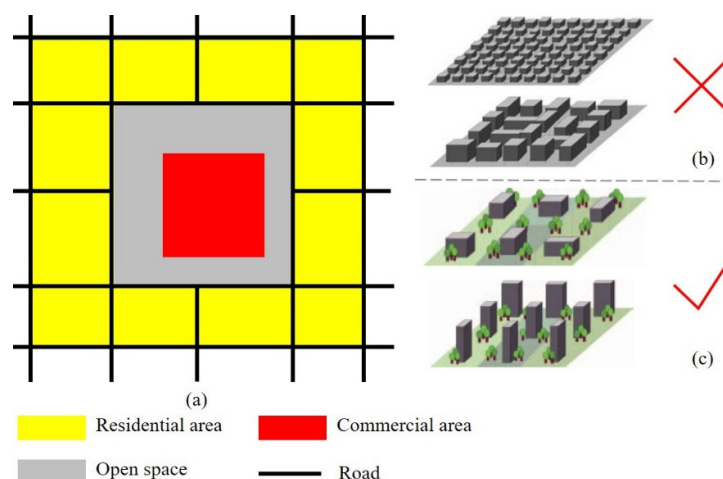 (b)
(c)
(a)
Residential area
Commercial area
Open space
Road